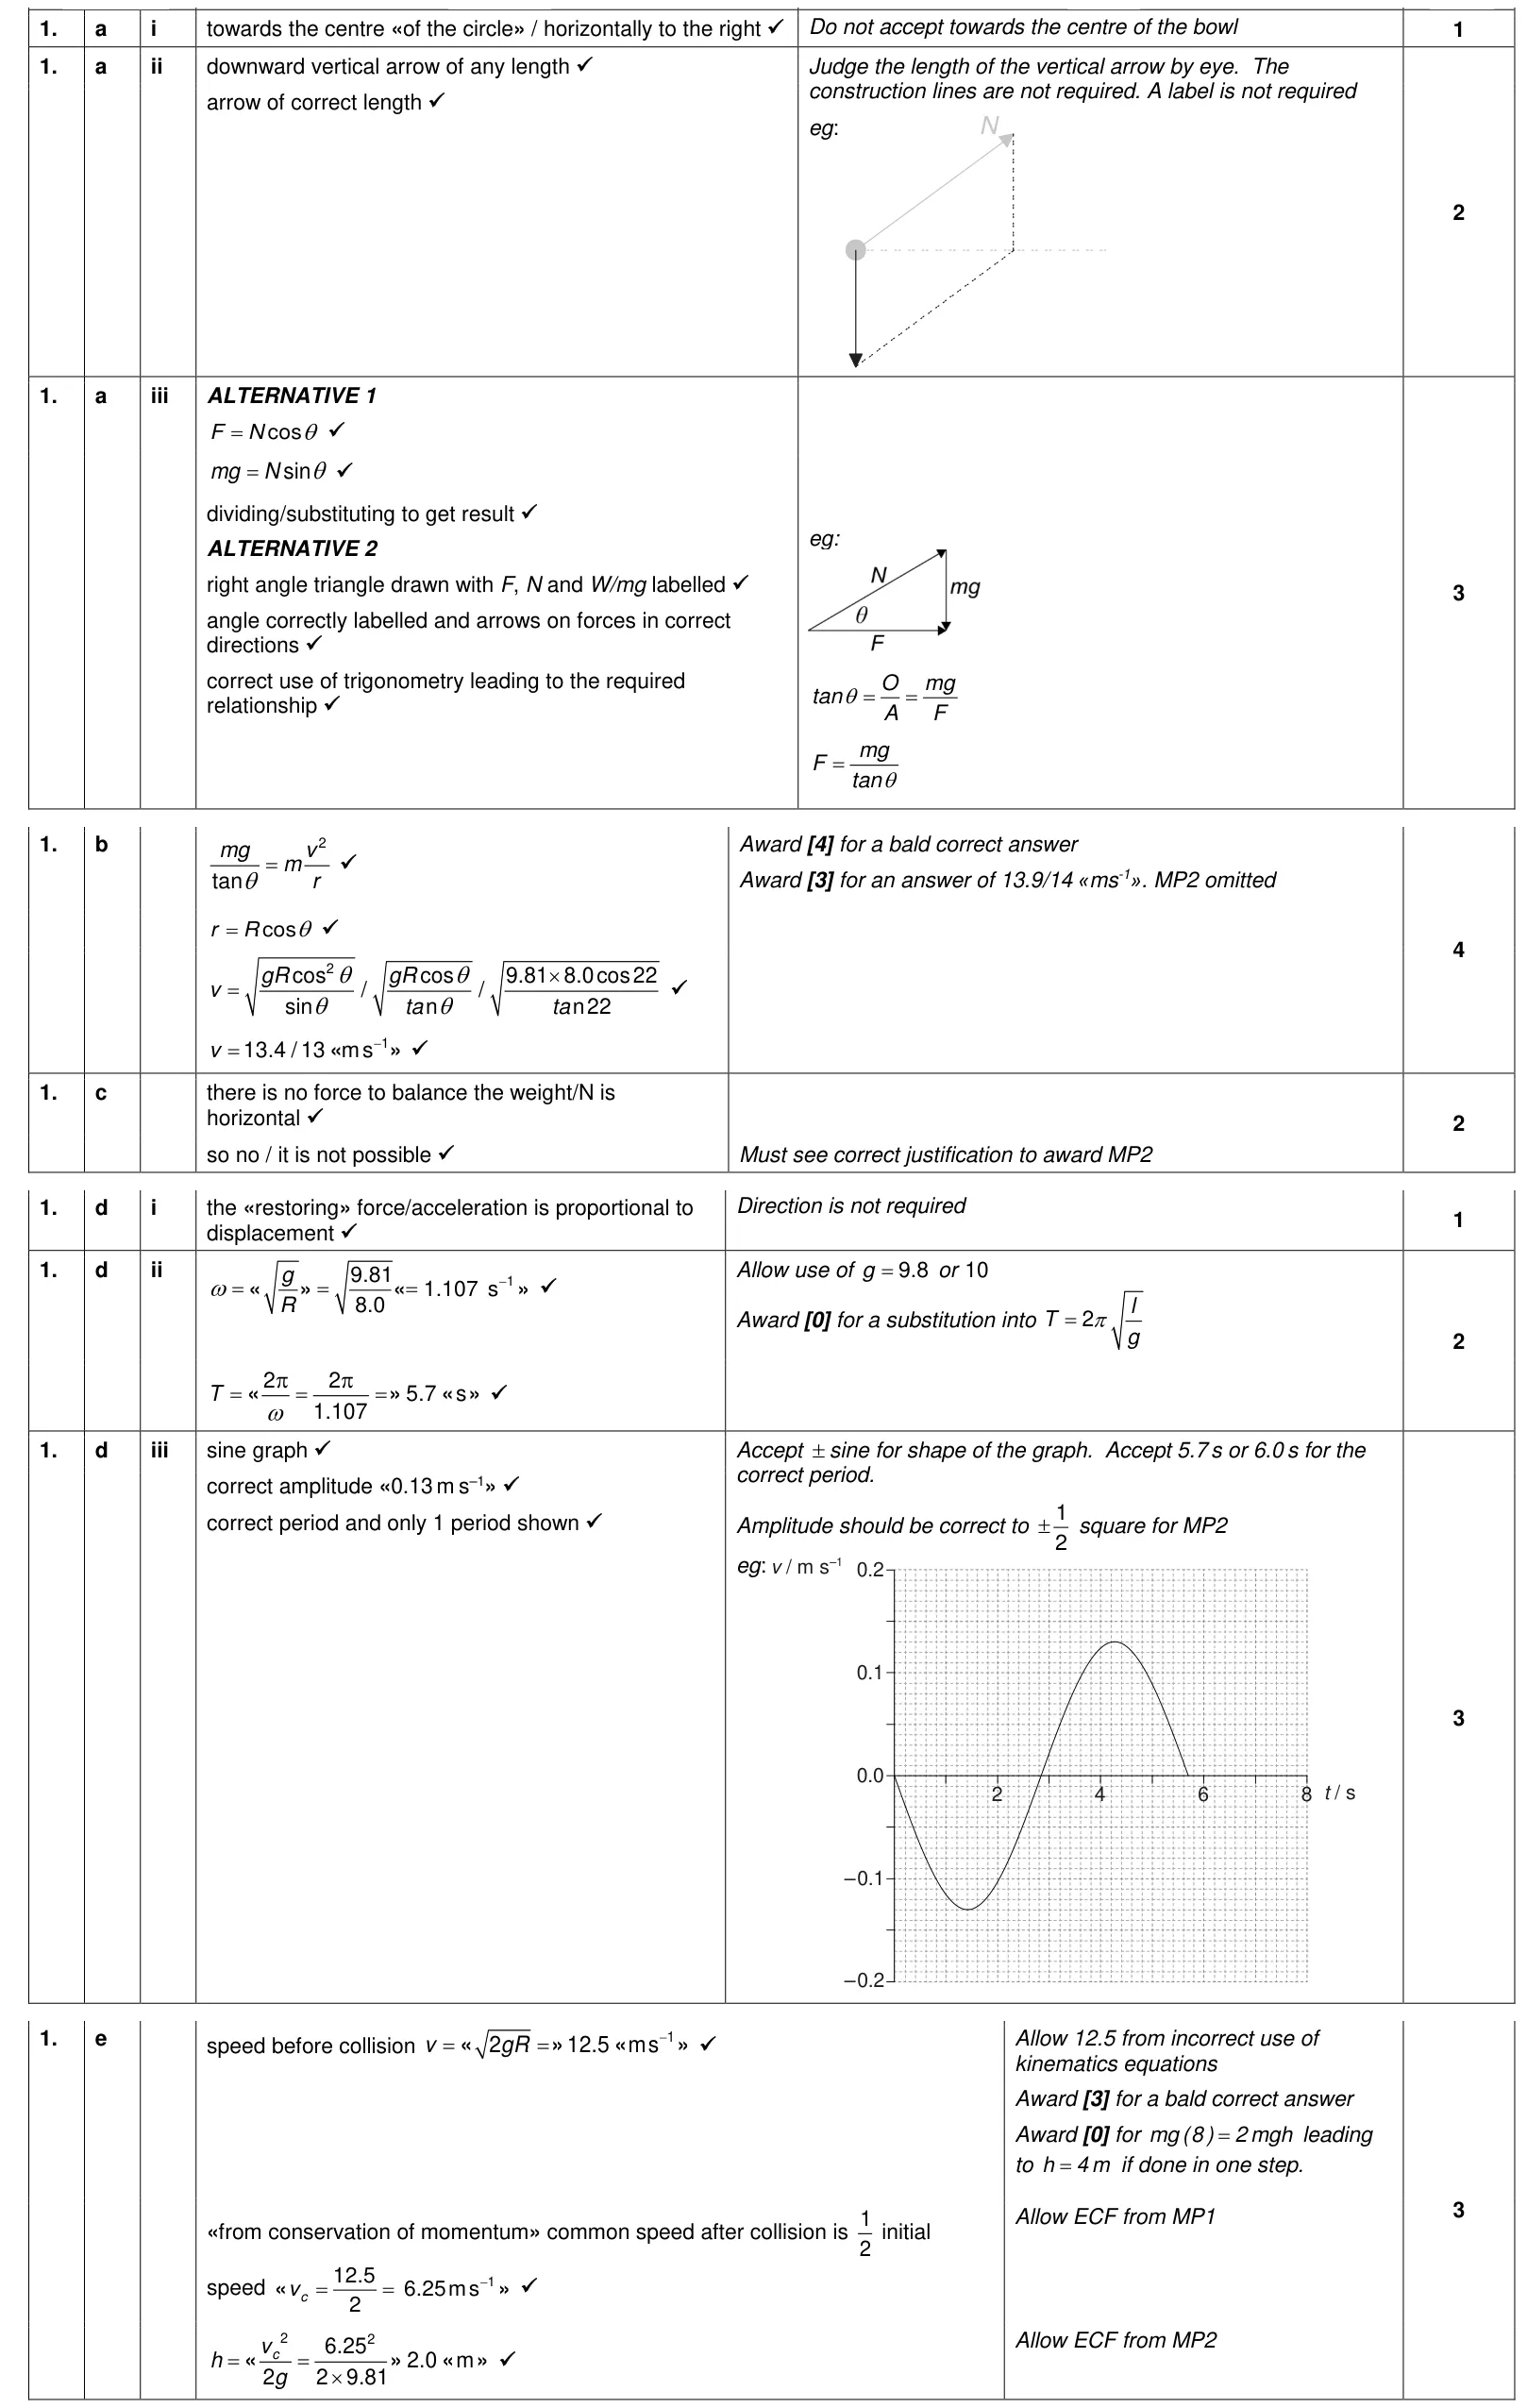 1. a i towards the centre «of the circle» / horizontally to the right ✓ Do not accept towards the centre of the bowl 1
1. a ii downward vertical arrow of any length ✓
arrow of correct length ✓
Judge the length of the vertical arrow by eye. The
construction lines are not required. A label is not required
eg:
N
2
1. a iii ALTERNATIVE 1
F = N cos θ ✓
mg = N sin θ ✓
dividing/substituting to get result ✓
ALTERNATIVE 2
right angle triangle drawn with F, N and W/mg labelled ✓
angle correctly labelled and arrows on forces in correct
directions ✓
correct use of trigonometry leading to the required
relationship ✓
eg:
N
mg
θ
F
tan θ = O/A = mg/F
F = mg/tan θ
3
1. b mg/tan θ = m v²/r ✓
r = R cos θ ✓
v = √(gR cos² θ/sin θ) / √(gR cos θ/tan θ) / √(9.81 × 8.0 cos 22/tan 22) ✓
v = 13.4 / 13 «m s⁻¹» ✓
Award [4] for a bald correct answer
Award [3] for an answer of 13.9/14 «ms⁻¹». MP2 omitted
4
1. c there is no force to balance the weight/N is
horizontal ✓
so no / it is not possible ✓
Must see correct justification to award MP2
2
1. d i the «restoring» force/acceleration is proportional to
displacement ✓
Direction is not required
1
1. d ii ω = «√(g/R)» = √(9.81/8.0) «= 1.107 s⁻¹» ✓
T = «2π/ω = 2π/1.107 =» 5.7 «s» ✓
Allow use of g = 9.8 or 10
Award [0] for a substitution into T = 2π√(l/g)
2
1. d iii sine graph ✓
correct amplitude «0.13 m s⁻¹» ✓
correct period and only 1 period shown ✓
Accept ± sine for shape of the graph. Accept 5.7 s or 6.0 s for the
correct period.
Amplitude should be correct to ± 1/2 square for MP2
eg: v / m s⁻¹ 0.2
0.1
0.0
2 4 6 8 t / s
−0.1
−0.2
3
1. e speed before collision v = «√(2gR) =» 12.5 «m s⁻¹» ✓
«from conservation of momentum» common speed after collision is 1/2 initial
speed «v_c = 12.5/2 = 6.25 m s⁻¹» ✓
h = «v_c²/2g = 6.25²/(2 × 9.81)» 2.0 «m» ✓
Allow 12.5 from incorrect use of
kinematics equations
Award [3] for a bald correct answer
Award [0] for mg(8) = 2mgh leading
to h = 4 m if done in one step.
Allow ECF from MP1
Allow ECF from MP2
3